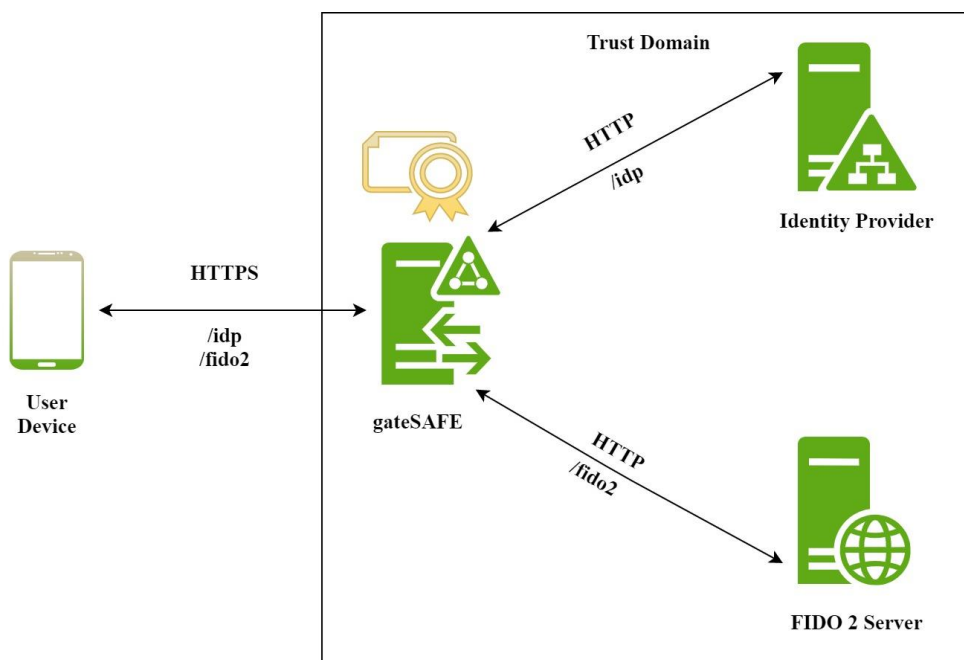 Trust Domain
HTTP
/idp
Identity Provider
HTTPS
/idp
/fido2
User
Device
gateSAFE
HTTP
/fido2
FIDO 2 Server